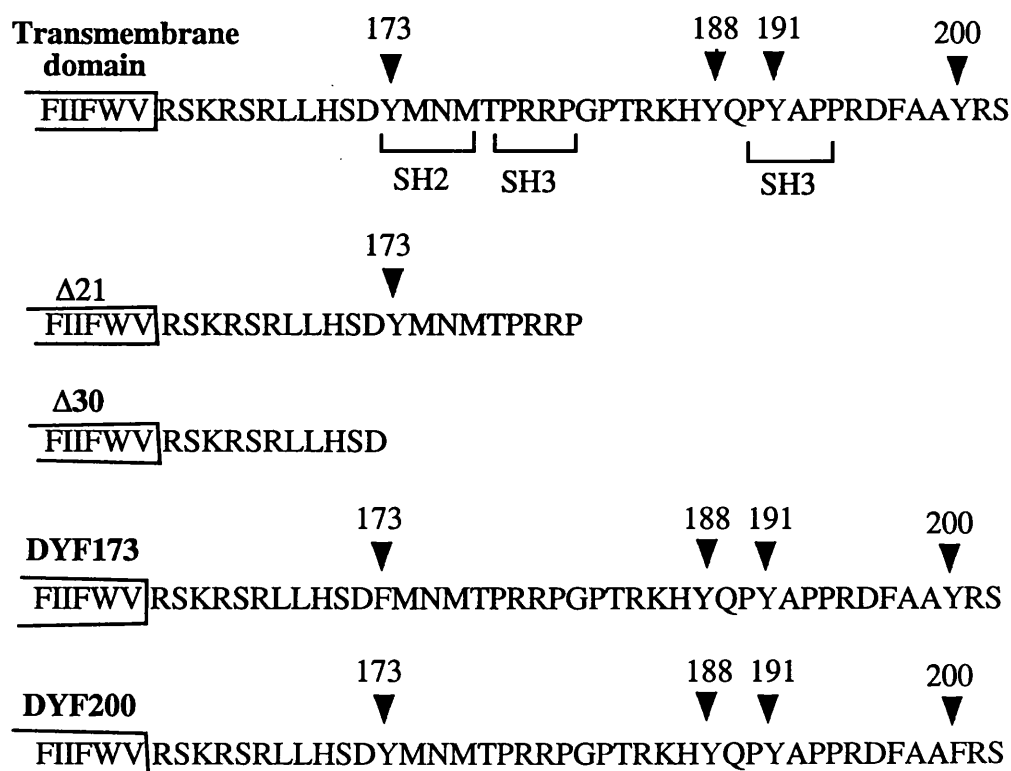 Transmembrane domain
173 188 191 200
FIIFWV RSKRSRLLHSDYMNMTPRRPGPTRKHYQPYAPPRDFAAYRS
SH2 SH3 SH3
173
Δ21
FIIFWV RSKRSRLLHSDYMNMTPRRP
Δ30
FIIFWV RSKRSRLLHSD
173 188 191 200
DYF173
FIIFWV RSKRSRLLHSDFMNMTPRRPGPTRKHYQPYAPPRDFAAYRS
173 188 191 200
DYF200
FIIFWV RSKRSRLLHSDYMNMTPRRPGPTRKHYQPYAPPRDFAAFRS